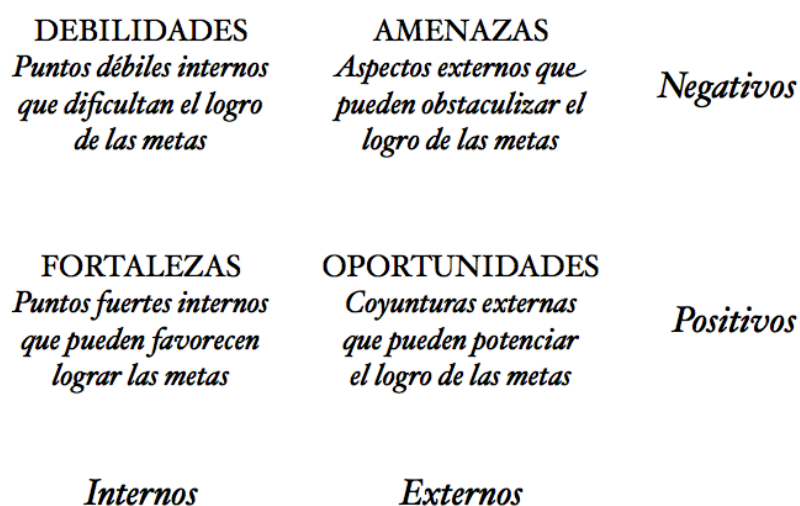 DEBILIDADES
Puntos débiles internos
que dificultan el logro
de las metas
AMENAZAS
Aspectos externos que
pueden obstaculizar el
logro de las metas
Negativos
FORTALEZAS
Puntos fuertes internos
que pueden favorecen
lograr las metas
OPORTUNIDADES
Coyunturas externas
que pueden potenciar
el logro de las metas
Positivos
Internos
Externos